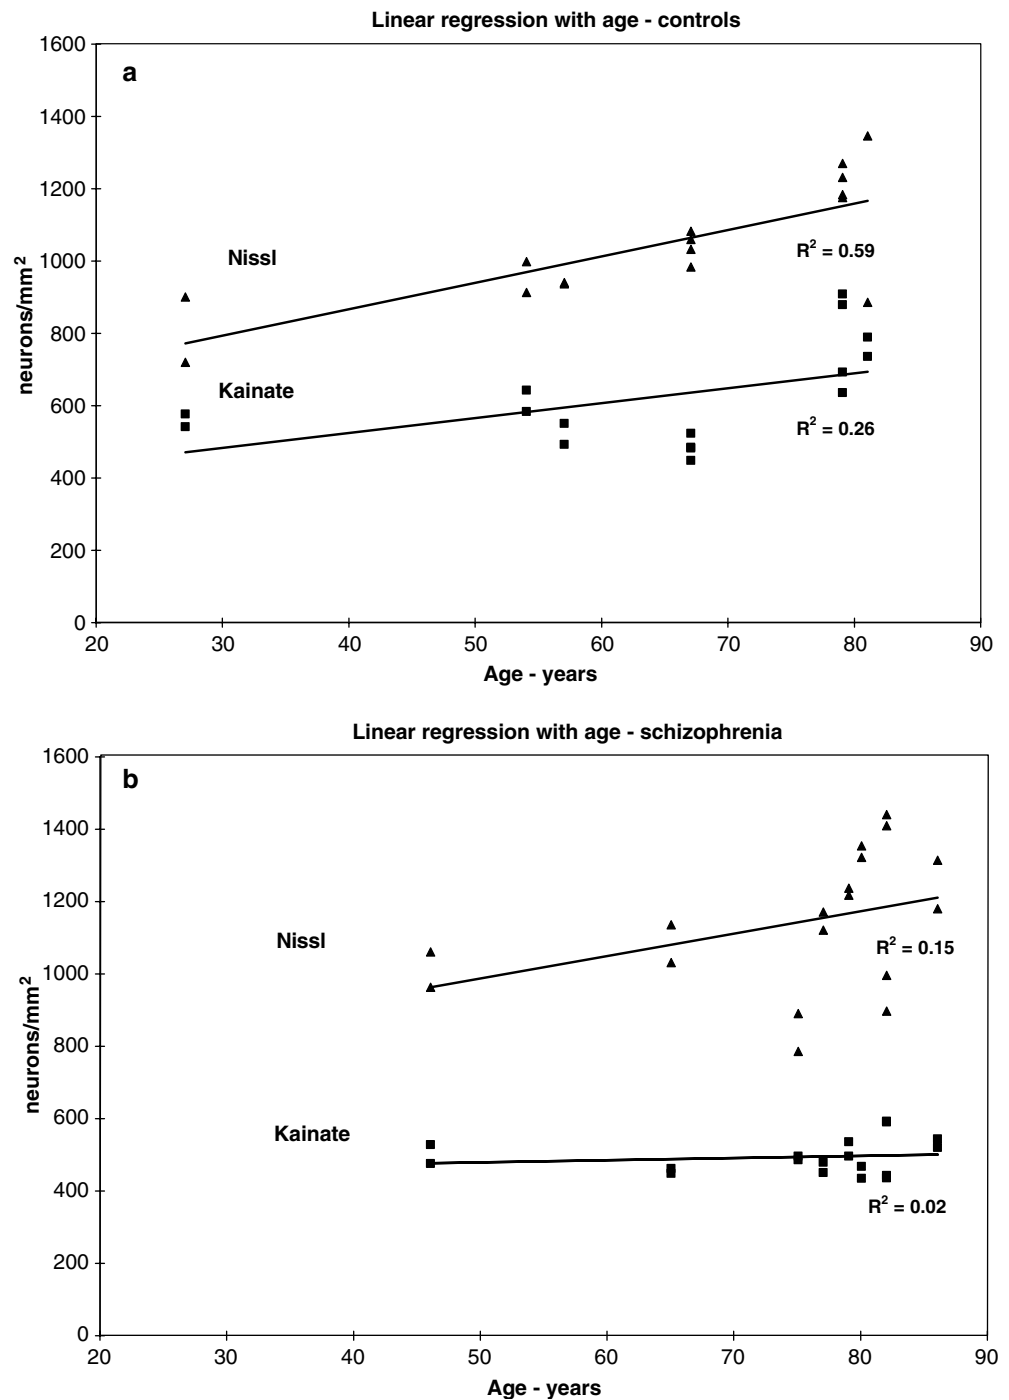 Linear regression with age - controls
1600
a
1400
1200
1000
Nissl
R² = 0.59
800
Kainate
600
R² = 0.26
400
200
0
neurons/mm²
20 30 40 50 60 70 80 90
Age - years
Linear regression with age - schizophrenia
1600
b
1400
1200
1000
Nissl
R² = 0.15
800
600
Kainate
400
R² = 0.02
200
0
neurons/mm²
20 30 40 50 60 70 80 90
Age - years